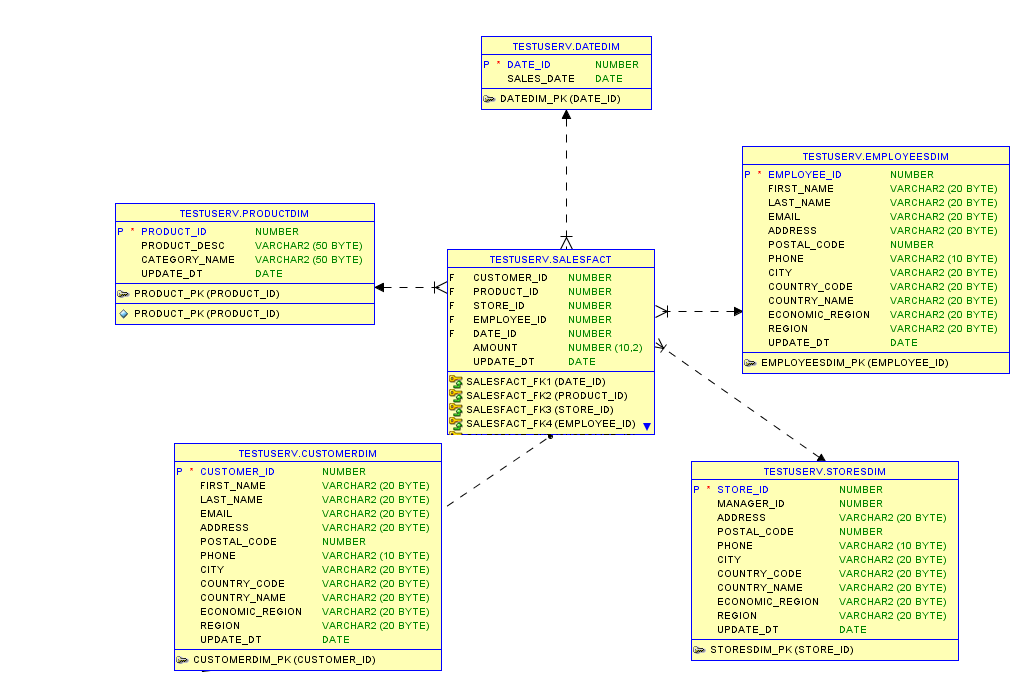 TESTUSERV.DATEDIM
P * DATE_ID NUMBER
SALES_DATE DATE
DATEDIM_PK (DATE_ID)
TESTUSERV.EMPLOYEESDIM
P * EMPLOYEE_ID NUMBER
FIRST_NAME VARCHAR2 (20 BYTE)
LAST_NAME VARCHAR2 (20 BYTE)
EMAIL VARCHAR2 (20 BYTE)
ADDRESS VARCHAR2 (20 BYTE)
POSTAL_CODE NUMBER
PHONE VARCHAR2 (10 BYTE)
CITY VARCHAR2 (20 BYTE)
COUNTRY_CODE VARCHAR2 (20 BYTE)
COUNTRY_NAME VARCHAR2 (20 BYTE)
ECONOMIC_REGION VARCHAR2 (20 BYTE)
REGION VARCHAR2 (20 BYTE)
UPDATE_DT DATE
EMPLOYEESDIM_PK (EMPLOYEE_ID)
TESTUSERV.PRODUCTDIM
P * PRODUCT_ID NUMBER
PRODUCT_DESC VARCHAR2 (50 BYTE)
CATEGORY_NAME VARCHAR2 (50 BYTE)
UPDATE_DT DATE
PRODUCT_PK (PRODUCT_ID)
PRODUCT_PK (PRODUCT_ID)
TESTUSERV.SALESFACT
F CUSTOMER_ID NUMBER
F PRODUCT_ID NUMBER
F STORE_ID NUMBER
F EMPLOYEE_ID NUMBER
F DATE_ID NUMBER
AMOUNT NUMBER (10,2)
UPDATE_DT DATE
SALESFACT_FK1 (DATE_ID)
SALESFACT_FK2 (PRODUCT_ID)
SALESFACT_FK3 (STORE_ID)
SALESFACT_FK4 (EMPLOYEE_ID)
TESTUSERV.CUSTOMERDIM
P * CUSTOMER_ID NUMBER
FIRST_NAME VARCHAR2 (20 BYTE)
LAST_NAME VARCHAR2 (20 BYTE)
EMAIL VARCHAR2 (20 BYTE)
ADDRESS VARCHAR2 (20 BYTE)
POSTAL_CODE NUMBER
PHONE VARCHAR2 (10 BYTE)
CITY VARCHAR2 (20 BYTE)
COUNTRY_CODE VARCHAR2 (20 BYTE)
COUNTRY_NAME VARCHAR2 (20 BYTE)
ECONOMIC_REGION VARCHAR2 (20 BYTE)
REGION VARCHAR2 (20 BYTE)
UPDATE_DT DATE
CUSTOMERDIM_PK (CUSTOMER_ID)
TESTUSERV.STORESDIM
P * STORE_ID NUMBER
MANAGER_ID NUMBER
ADDRESS VARCHAR2 (20 BYTE)
POSTAL_CODE NUMBER
PHONE VARCHAR2 (10 BYTE)
CITY VARCHAR2 (20 BYTE)
COUNTRY_CODE VARCHAR2 (20 BYTE)
COUNTRY_NAME VARCHAR2 (20 BYTE)
ECONOMIC_REGION VARCHAR2 (20 BYTE)
REGION VARCHAR2 (20 BYTE)
UPDATE_DT DATE
STORESDIM_PK (STORE_ID)